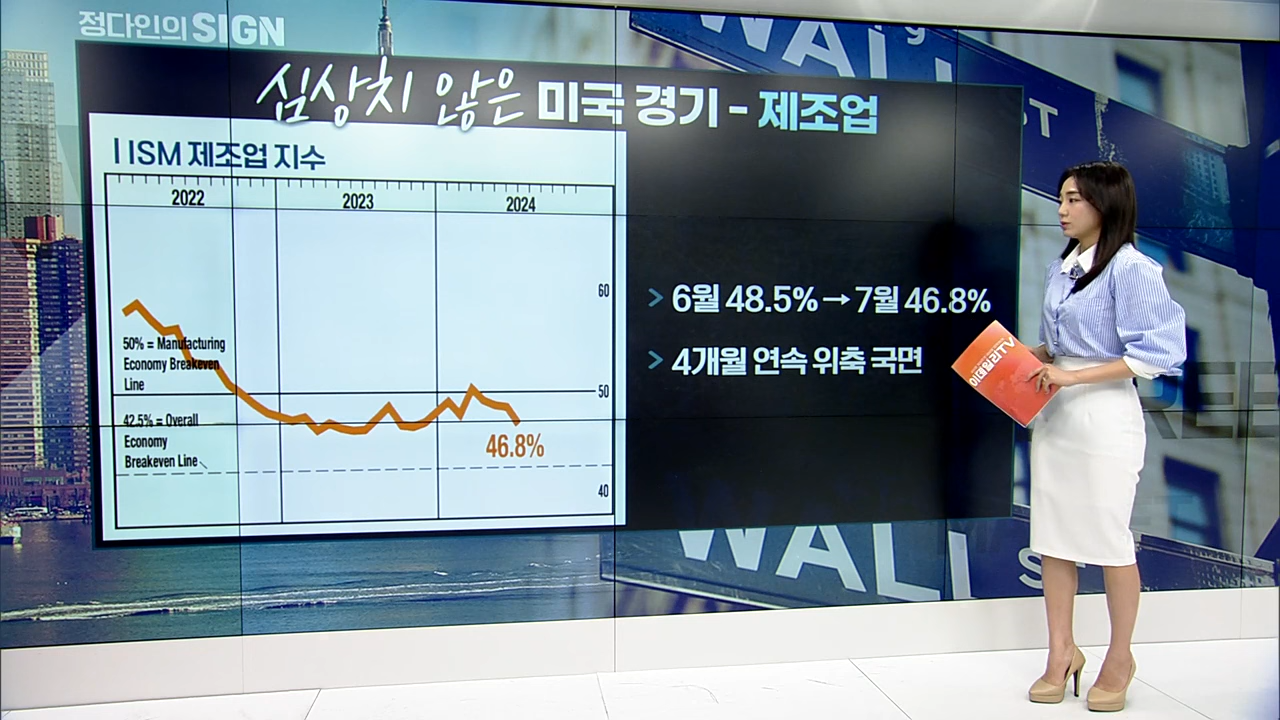 정다인의 SIGN
심상치 않은 미국 경기 - 제조업
ISM 제조업 지수
2022 2023 2024
60
50% = Manufacturing
Economy Breakeven
Line
50
42.5% = Overall
Economy
Breakeven Line
46.8%
40
> 6월 48.5% → 7월 46.8%
> 4개월 연속 위축 국면
이데일리TV
WALL
ST
WALL
S